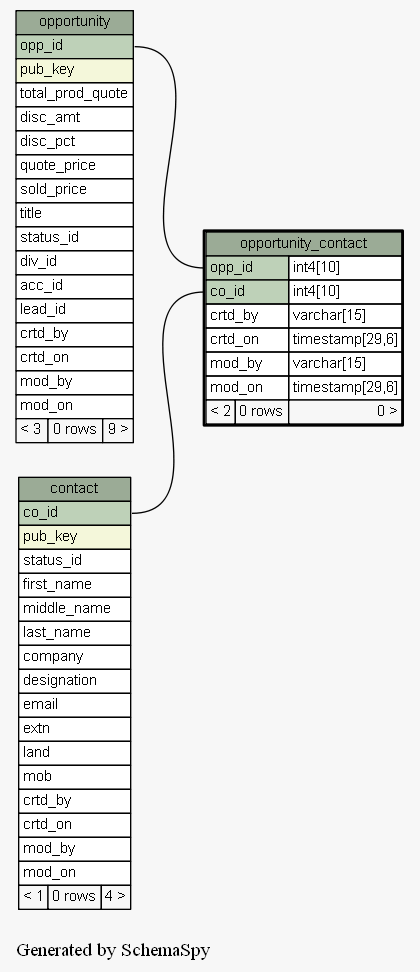 opportunity
opp_id
pub_key
total_prod_quote
disc_amt
disc_pct
quote_price
sold_price
title
status_id
div_id
acc_id
lead_id
crtd_by
crtd_on
mod_by
mod_on
< 3 0 rows 9 >
opportunity_contact
opp_id int4[10]
co_id int4[10]
crtd_by varchar[15]
crtd_on timestamp[29,6]
mod_by varchar[15]
mod_on timestamp[29,6]
< 2 0 rows 0 >
contact
co_id
pub_key
status_id
first_name
middle_name
last_name
company
designation
email
extn
land
mob
crtd_by
crtd_on
mod_by
mod_on
< 1 0 rows 4 >
Generated by SchemaSpy